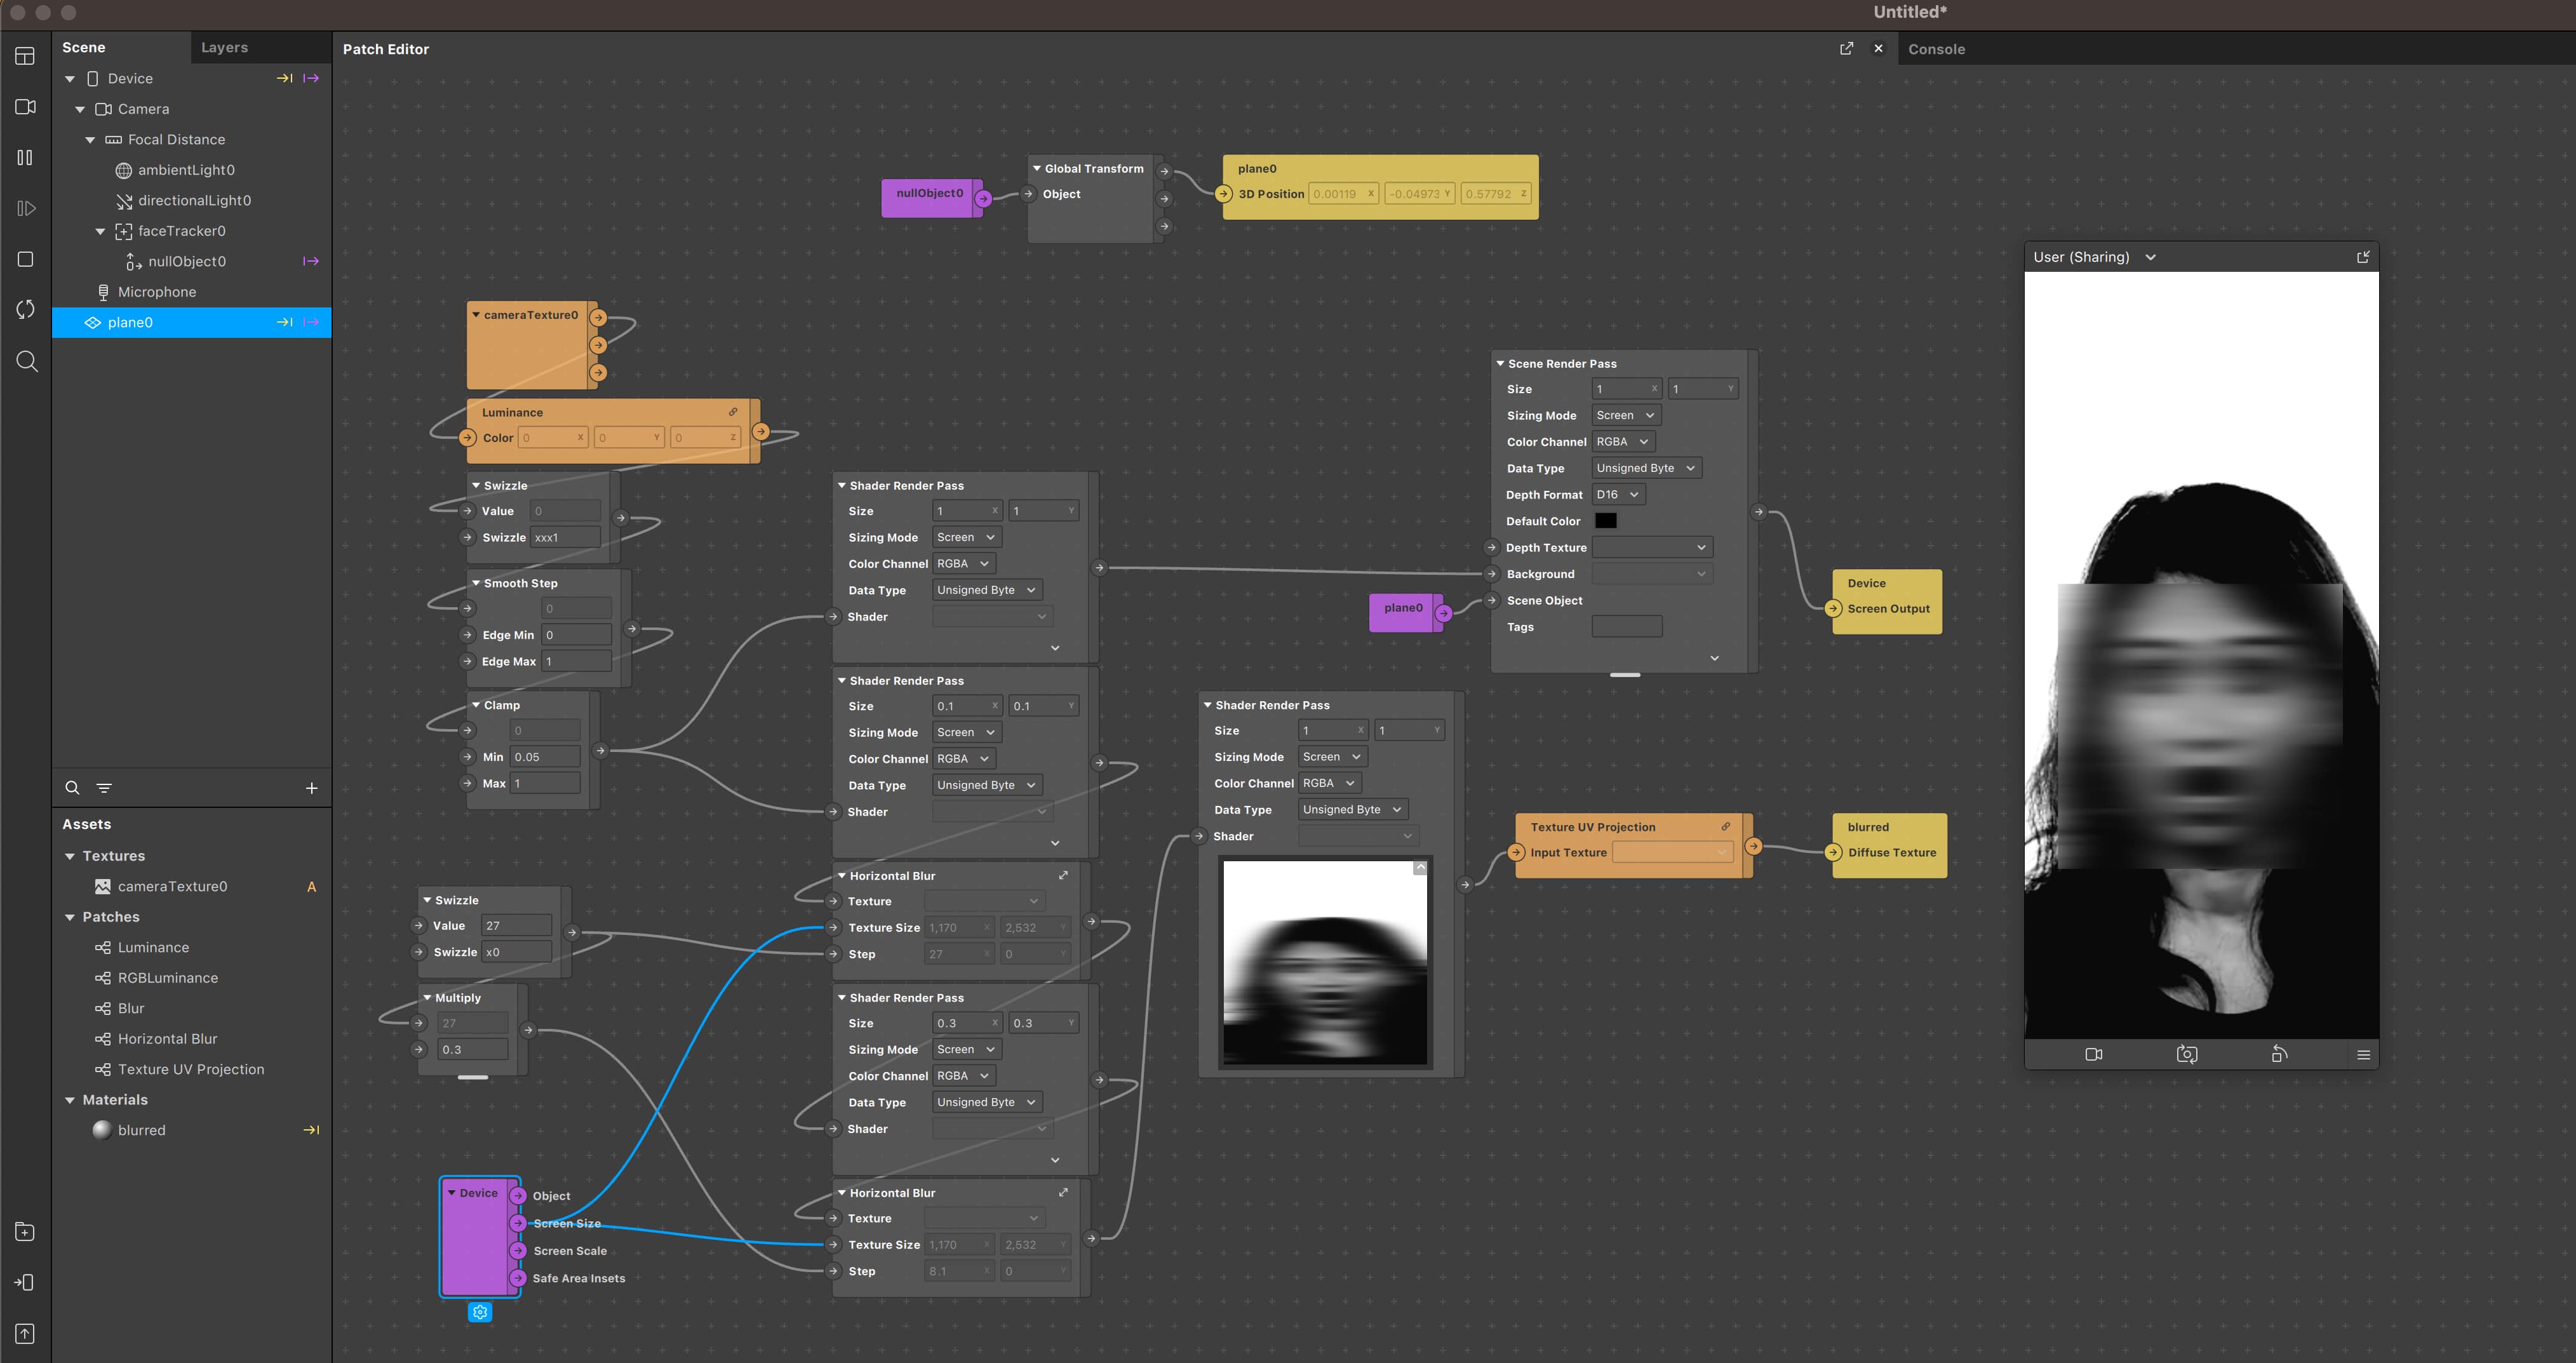 Untitled*
Scene
Layers
Patch Editor
Console
Device
Camera
Focal Distance
ambientLight0
directionalLight0
faceTracker0
nullObject0
Microphone
plane0
Assets
Textures
cameraTexture0
A
Patches
Luminance
RGBLuminance
Blur
Horizontal Blur
Texture UV Projection
Materials
blurred
nullObject0
Global Transform
Object
plane0
3D Position 0.00119 X -0.04973 Y 0.57792 Z
cameraTexture0
Luminance
Color 0 X 0 Y 0 Z
Swizzle
Value 0
Swizzle xxx1
Smooth Step
0
Edge Min 0
Edge Max 1
Clamp
0
Min 0.05
Max 1
Swizzle
Value 27
Swizzle x0
Multiply
27
0.3
Device
Object
Screen Size
Screen Scale
Safe Area Insets
Shader Render Pass
Size 1 X 1 Y
Sizing Mode Screen
Color Channel RGBA
Data Type Unsigned Byte
Shader
Shader Render Pass
Size 0.1 X 0.1 Y
Sizing Mode Screen
Color Channel RGBA
Data Type Unsigned Byte
Shader
Horizontal Blur
Texture
Texture Size 1,170 X 2,532 Y
Step 27 X 0 Y
Shader Render Pass
Size 0.3 X 0.3 Y
Sizing Mode Screen
Color Channel RGBA
Data Type Unsigned Byte
Shader
Horizontal Blur
Texture
Texture Size 1,170 X 2,532 Y
Step 8.1 X 0 Y
Shader Render Pass
Size 1 X 1 Y
Sizing Mode Screen
Color Channel RGBA
Data Type Unsigned Byte
Shader
plane0
Scene Render Pass
Size 1 X 1 Y
Sizing Mode Screen
Color Channel RGBA
Data Type Unsigned Byte
Depth Format D16
Default Color
Depth Texture
Background
Scene Object
Tags
Device
Screen Output
Texture UV Projection
Input Texture
blurred
Diffuse Texture
User (Sharing)